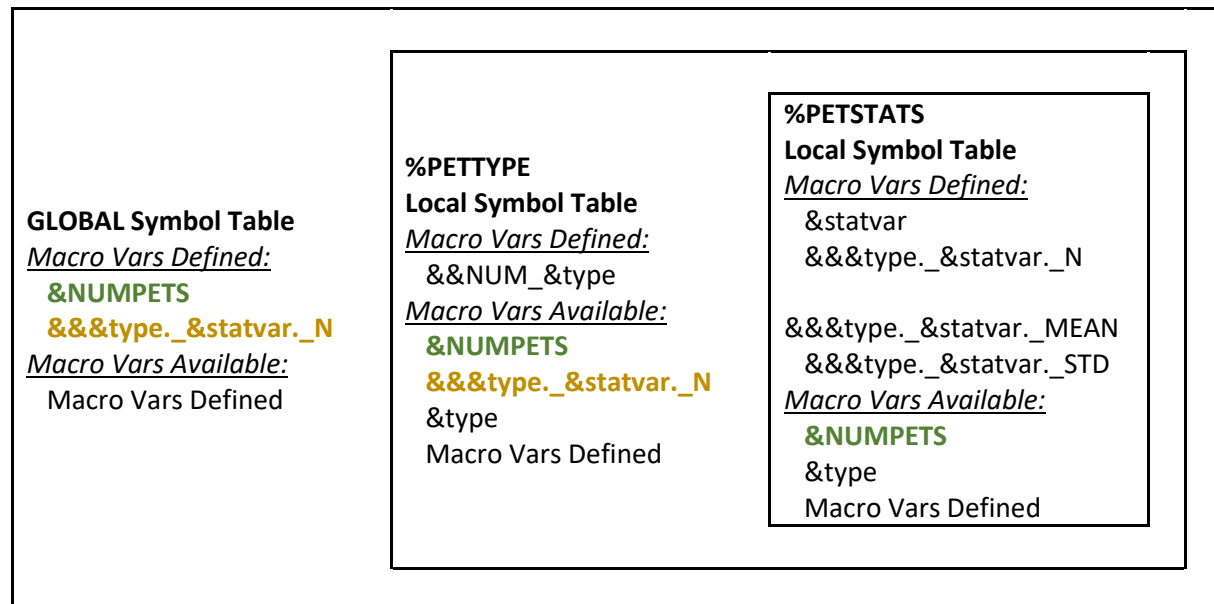 GLOBAL Symbol Table
Macro Vars Defined:
&NUMPETS
&&&type._&statvar._N
Macro Vars Available:
Macro Vars Defined
%PETTYPE
Local Symbol Table
Macro Vars Defined:
&&NUM_&type
Macro Vars Available:
&NUMPETS
&&&type._&statvar._N
&type
Macro Vars Defined
%PETSTATS
Local Symbol Table
Macro Vars Defined:
&statvar
&&&type._&statvar._N
&&&type._&statvar._MEAN
&&&type._&statvar._STD
Macro Vars Available:
&NUMPETS
&type
Macro Vars Defined